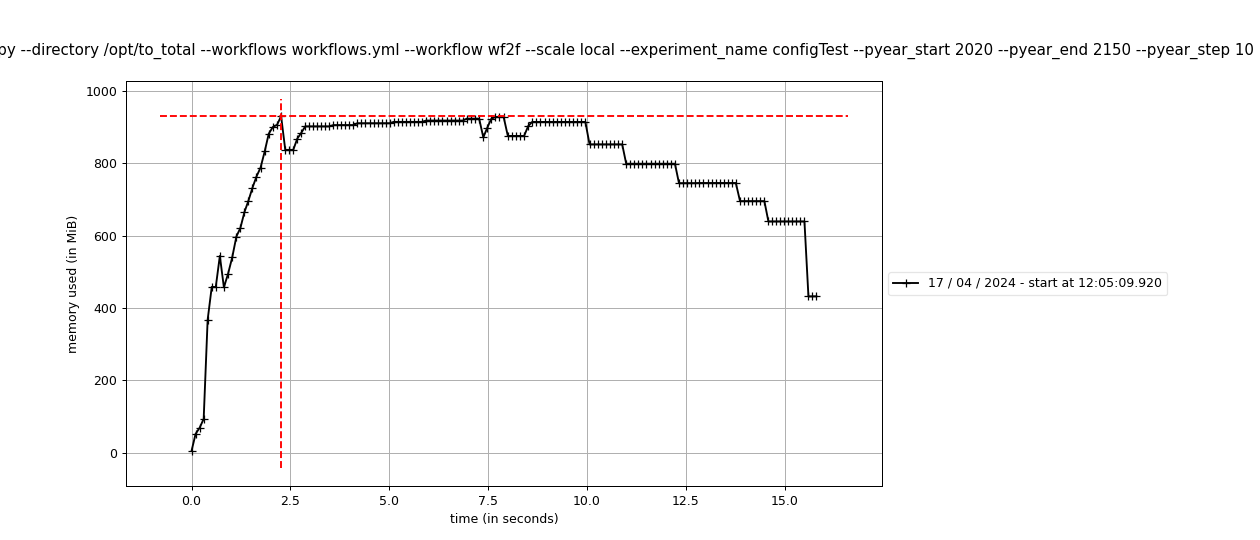 py --directory /opt/to_total --workflows workflows.yml --workflow wf2f --scale local --experiment_name configTest --pyear_start 2020 --pyear_end 2150 --pyear_step 10
1000
800
600
400
200
0
memory used (in MiB)
0.0 2.5 5.0 7.5 10.0 12.5 15.0
time (in seconds)
17 / 04 / 2024 - start at 12:05:09.920